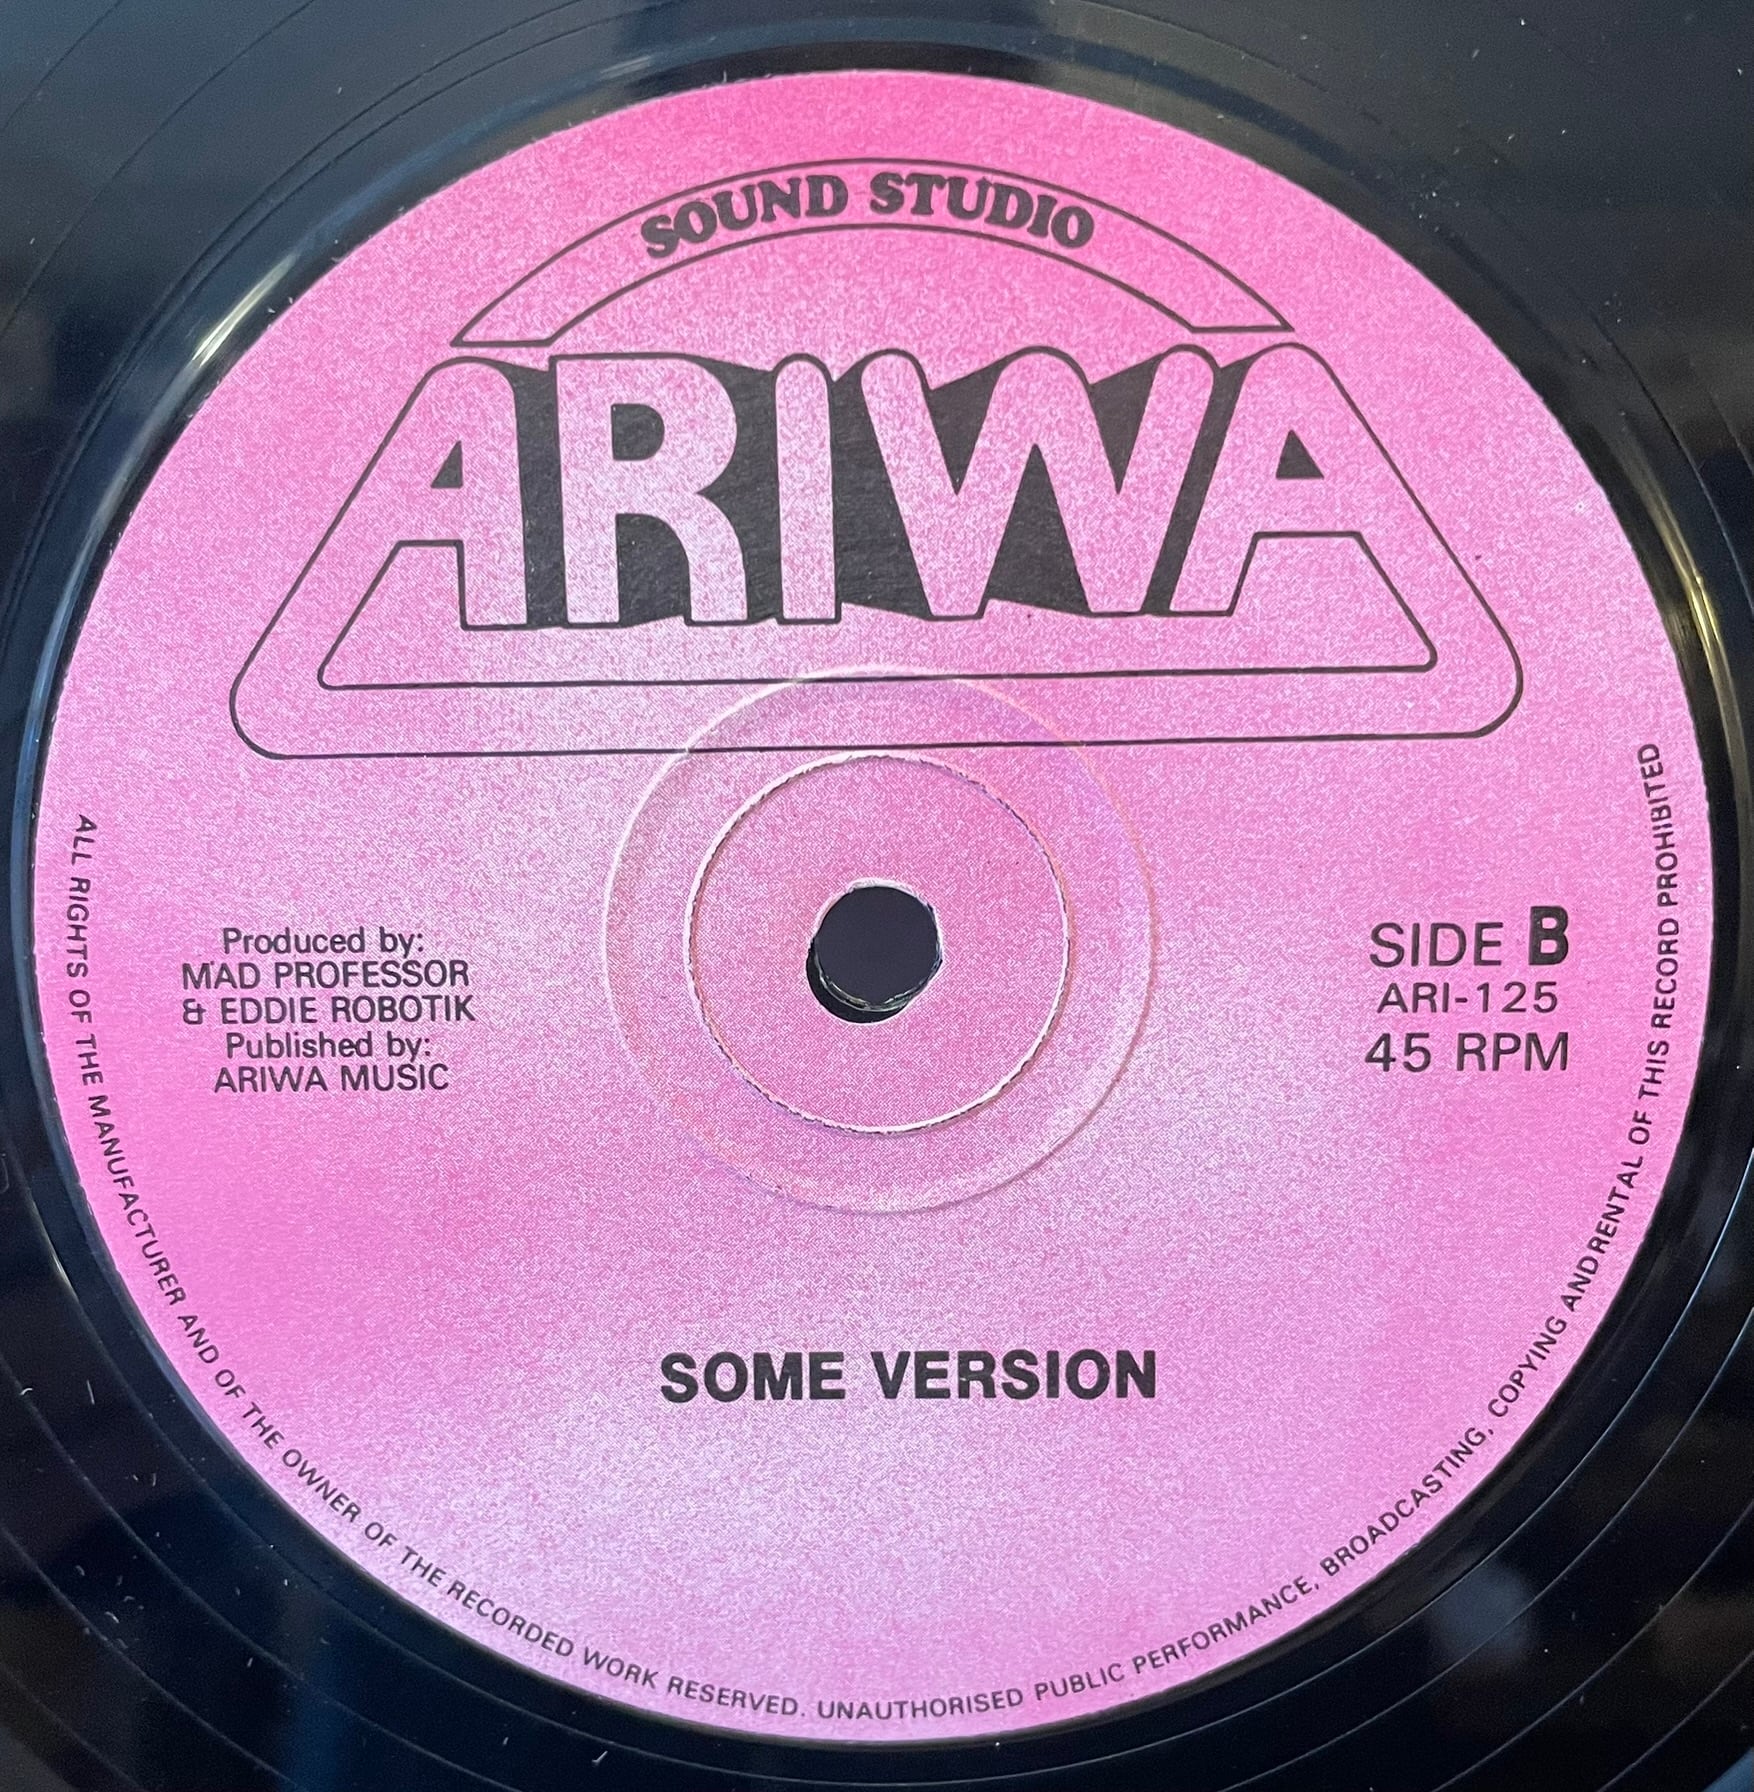 SOUND STUDIO
ARIWA
Produced by:
MAD PROFESSOR
& EDDIE ROBOTIK
Published by:
ARIWA MUSIC
SIDE B
ARI-125
45 RPM
SOME VERSION
ALL RIGHTS OF THE MANUFACTURER AND OF THE OWNER OF THE RECORDED WORK RESERVED. UNAUTHORISED PUBLIC PERFORMANCE, BROADCASTING, COPYING ANDRENTAL OF THIS RECORD PROHIBITED